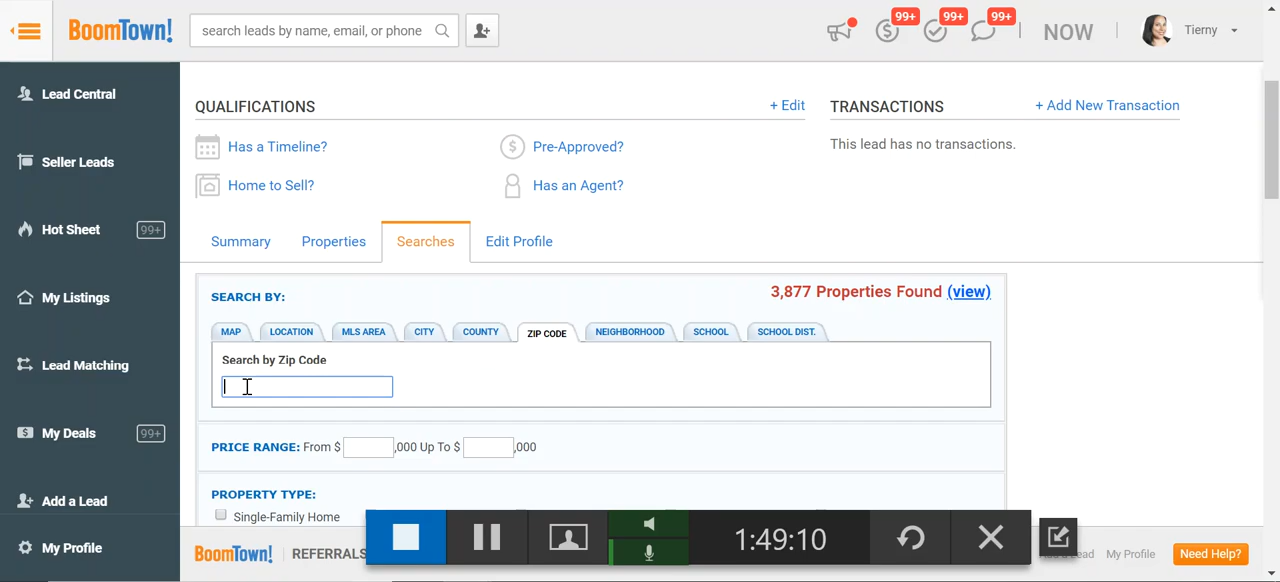 BoomTown!
search leads by name, email, or phone
99+ 99+ 99+
NOW
Tierny
Lead Central
Seller Leads
Hot Sheet 99+
My Listings
Lead Matching
My Deals 99+
Add a Lead
My Profile
QUALIFICATIONS + Edit
Has a Timeline? Pre-Approved?
Home to Sell? Has an Agent?
TRANSACTIONS + Add New Transaction
This lead has no transactions.
Summary Properties Searches Edit Profile
SEARCH BY: 3,877 Properties Found (view)
MAP LOCATION MLS AREA CITY COUNTY ZIP CODE NEIGHBORHOOD SCHOOL SCHOOL DIST.
Search by Zip Code
PRICE RANGE: From $ ,000 Up To $ ,000
PROPERTY TYPE:
Single-Family Home
1:49:10
BoomTown! REFERRALS ad My Profile Need Help?